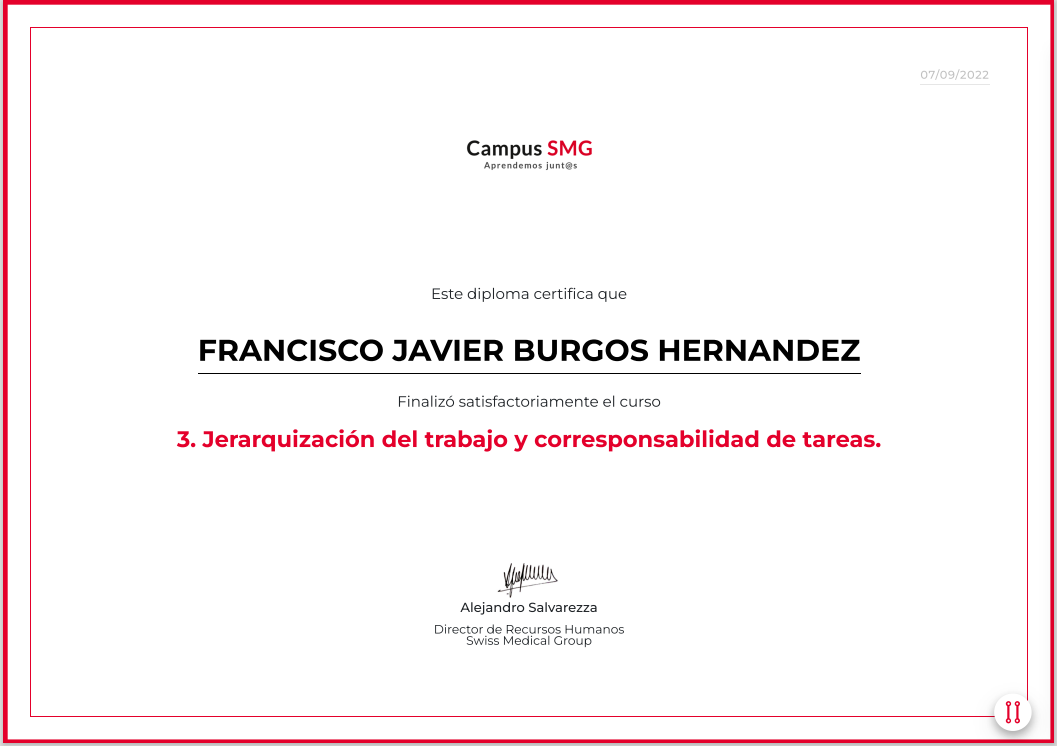 07/09/2022
Campus SMG
Aprendemos junt@s
Este diploma certifica que
FRANCISCO JAVIER BURGOS HERNANDEZ
Finalizó satisfactoriamente el curso
3. Jerarquización del trabajo y corresponsabilidad de tareas.
Alejandro Salvarezza
Director de Recursos Humanos
Swiss Medical Group